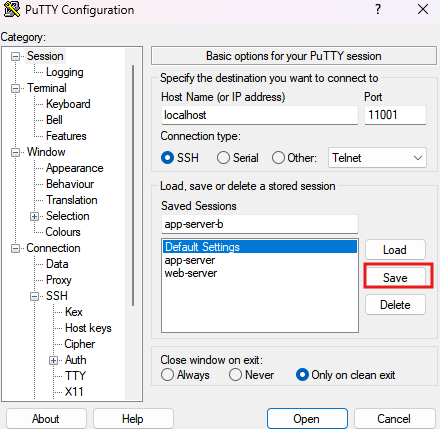 PuTTY Configuration
Category:
Session
Logging
Terminal
Keyboard
Bell
Features
Window
Appearance
Behaviour
Translation
Selection
Colours
Connection
Data
Proxy
SSH
Kex
Host keys
Cipher
Auth
TTY
X11
Basic options for your PuTTY session
Specify the destination you want to connect to
Host Name (or IP address) Port
localhost 11001
Connection type:
SSH Serial Other: Telnet
Load, save or delete a stored session
Saved Sessions
app-server-b
Default Settings
app-server
web-server
Load
Save
Delete
Close window on exit:
Always Never Only on clean exit
About Help Open Cancel